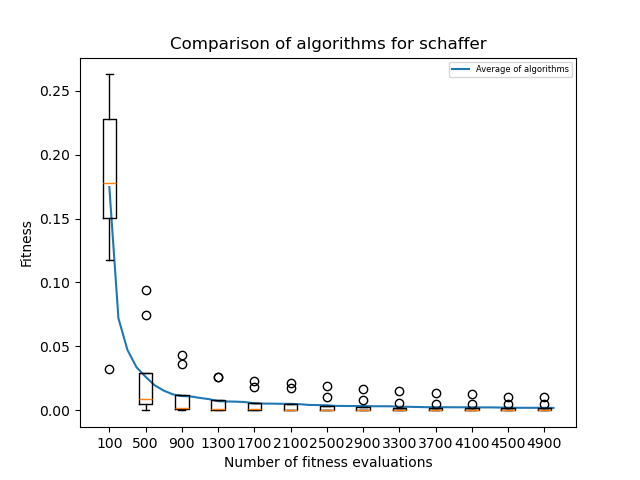 Comparison of algorithms for schaffer
Average of algorithms
0.25
0.20
0.15
0.10
0.05
0.00
Fitness
100 500 900 1300 1700 2100 2500 2900 3300 3700 4100 4500 4900
Number of fitness evaluations